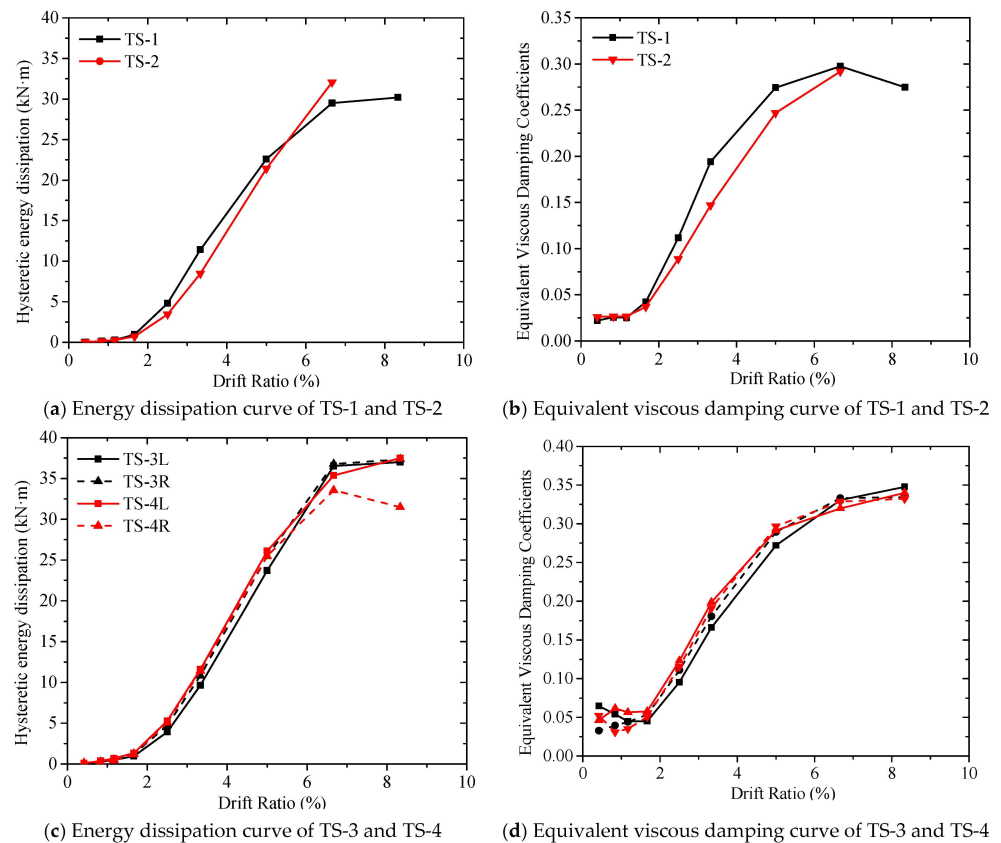 40
35
30
25
20
15
10
5
0
Hysteretic energy dissipation (kN·m)
TS-1
TS-2
0 2 4 6 8 10
Drift Ratio (%)
(a) Energy dissipation curve of TS-1 and TS-2
0.35
0.30
0.25
0.20
0.15
0.10
0.05
0.00
Equivalent Viscous Damping Coefficients
TS-1
TS-2
0 2 4 6 8 10
Drift Ratio (%)
(b) Equivalent viscous damping curve of TS-1 and TS-2
40
35
30
25
20
15
10
5
0
Hysteretic energy dissipation (kN·m)
TS-3L
TS-3R
TS-4L
TS-4R
0 2 4 6 8 10
Drift Ratio (%)
(c) Energy dissipation curve of TS-3 and TS-4
0.40
0.35
0.30
0.25
0.20
0.15
0.10
0.05
0.00
Equivalent Viscous Damping Coefficients
0 2 4 6 8 10
Drift Ratio (%)
(d) Equivalent viscous damping curve of TS-3 and TS-4